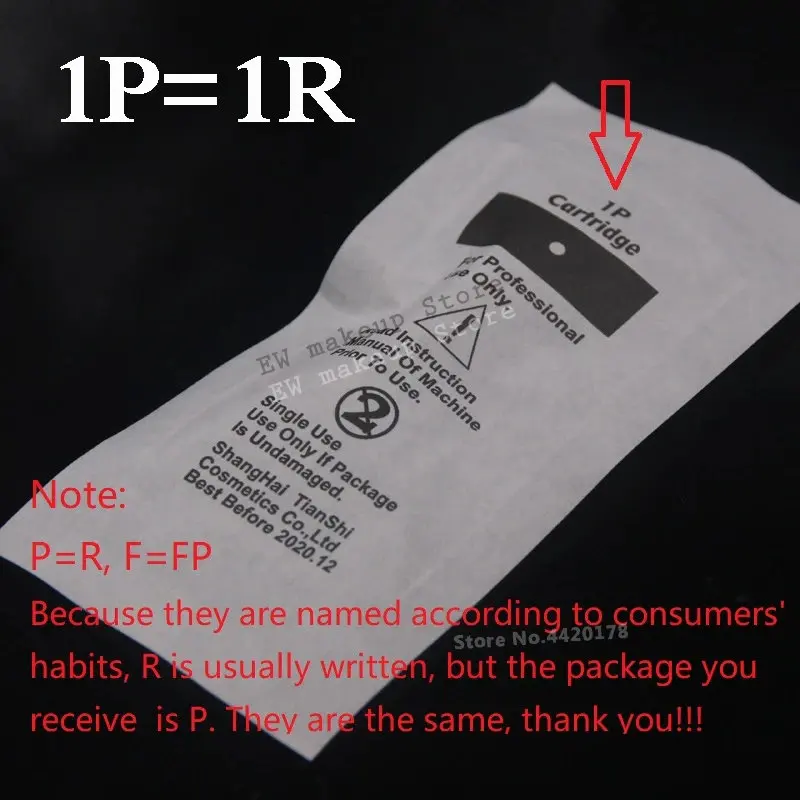 1P=1R
1P
Cartridge
For Professional
Use Only.
EW makeup Store
EW makeup Store
Read Instruction
Manual Of Machine
Prior To Use.
2
Single Use
Use Only If Package
Is Undamaged.
ShangHai TianShi
Cosmetics Co.,Ltd
Best Before 2020.12
Note:
P=R, F=FP
Because they are named according to consumers'
Store No.4420178
habits, R is usually written, but the package you
receive is P. They are the same, thank you!!!